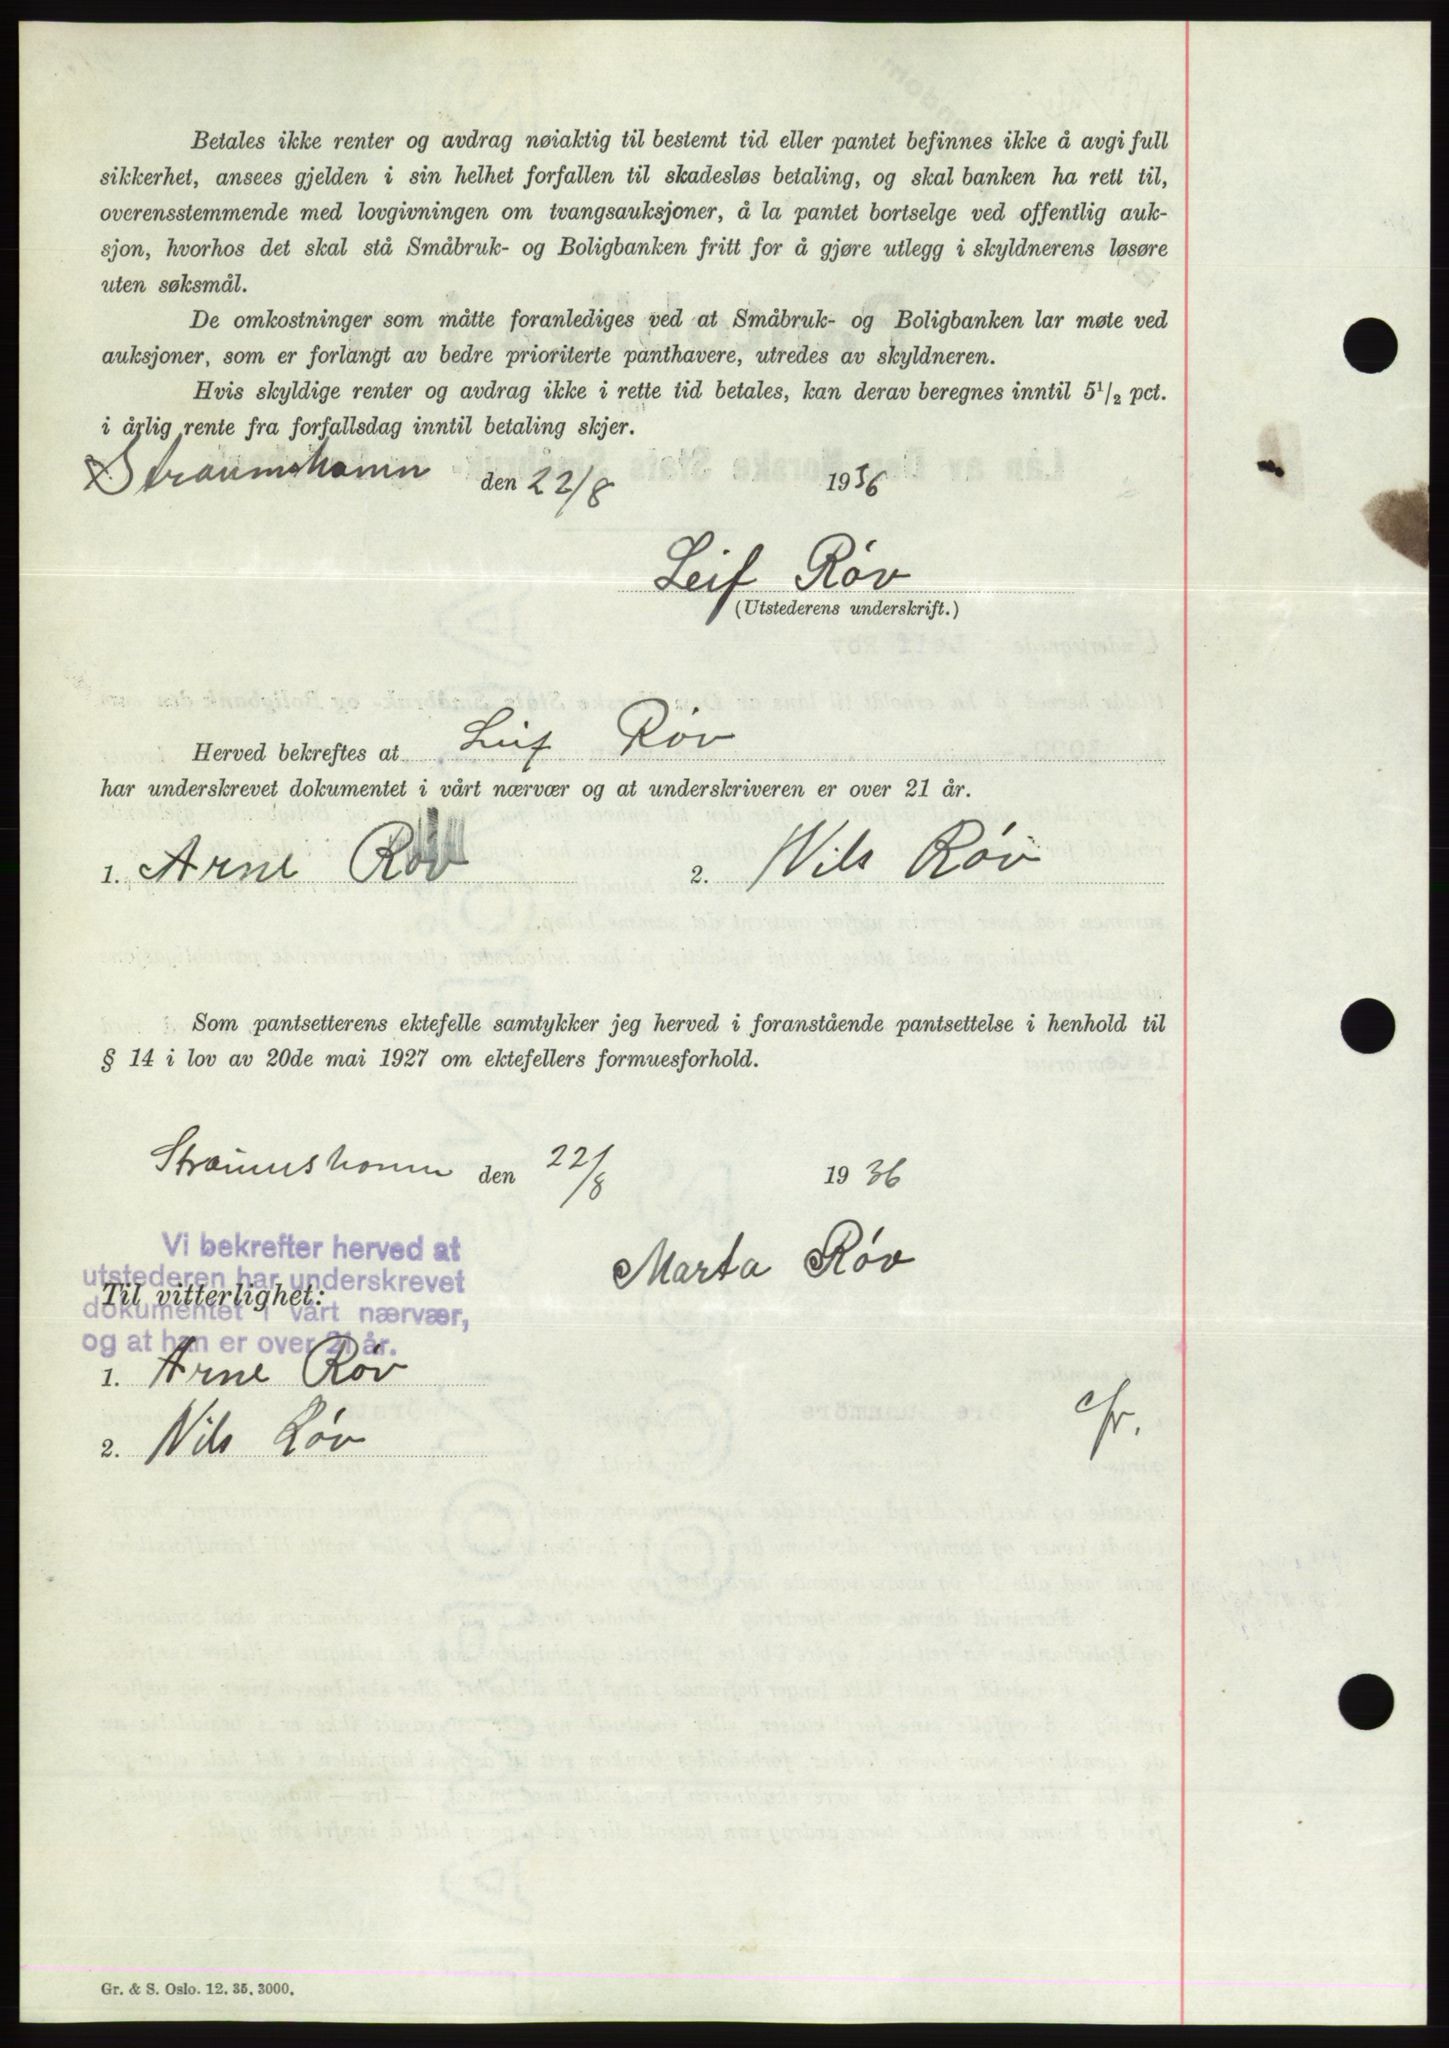 Betales ikke renter og avdrag nøiaktig til bestemt tid eller pantet befinnes ikke å avgi full
sikkerhet, ansees gjelden i sin helhet forfallen til skadesløs betaling, og skal banken ha rett til,
overensstemmende med lovgivningen om tvangsauksjoner, å la pantet bortselge ved offentlig auk-
sjon, hvorhos det skal stå Småbruk- og Boligbanken fritt for å gjøre utlegg i skyldnerens løsøre
uten søksmål.
De omkostninger som måtte foranlediges ved at Småbruk- og Boligbanken lar møte ved
auksjoner, som er forlangt av bedre prioriterte panthavere, utredes av skyldneren.
Hvis skyldige renter og avdrag ikke i rette tid betales, kan derav beregnes inntil 5 1/2 pct.
i årlig rente fra forfallsdag inntil betaling skjer.
Straumshamn den 22/8 1936
Leif Røv
(Utstederens underskrift.)
Herved bekreftes at Leif Røv
har underskrevet dokumentet i vårt nærvær og at underskriveren er over 21 år.
1. Arne Røv 2. Nils Røv
Som pantsetterens ektefelle samtykker jeg herved i foranstående pantsettelse i henhold til
§ 14 i lov av 20de mai 1927 om ektefellers formuesforhold.
Straumshamn den 22/8 1936
Marta Røv
Vi bekrefter herved at
utstederen har underskrevet
Til vitterlighet:
dokumentet i vårt nærvær,
og at han er over 21 år.
1. Arne Røv
2. Nils Røv
Gr. & S. Oslo. 12. 35. 3000.